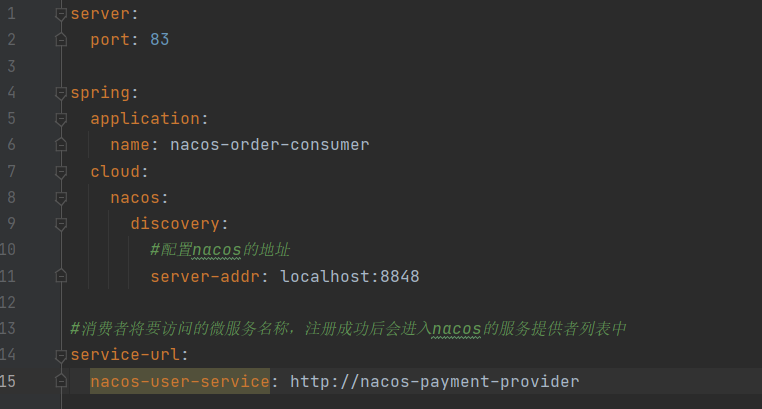 1 server:
2   port: 83
3
4 spring:
5   application:
6     name: nacos-order-consumer
7   cloud:
8     nacos:
9       discovery:
10         #配置nacos的地址
11         server-addr: localhost:8848
12
13 #消费者将要访问的微服务名称，注册成功后会进入nacos的服务提供者列表中
14 service-url:
15   nacos-user-service: http://nacos-payment-provider